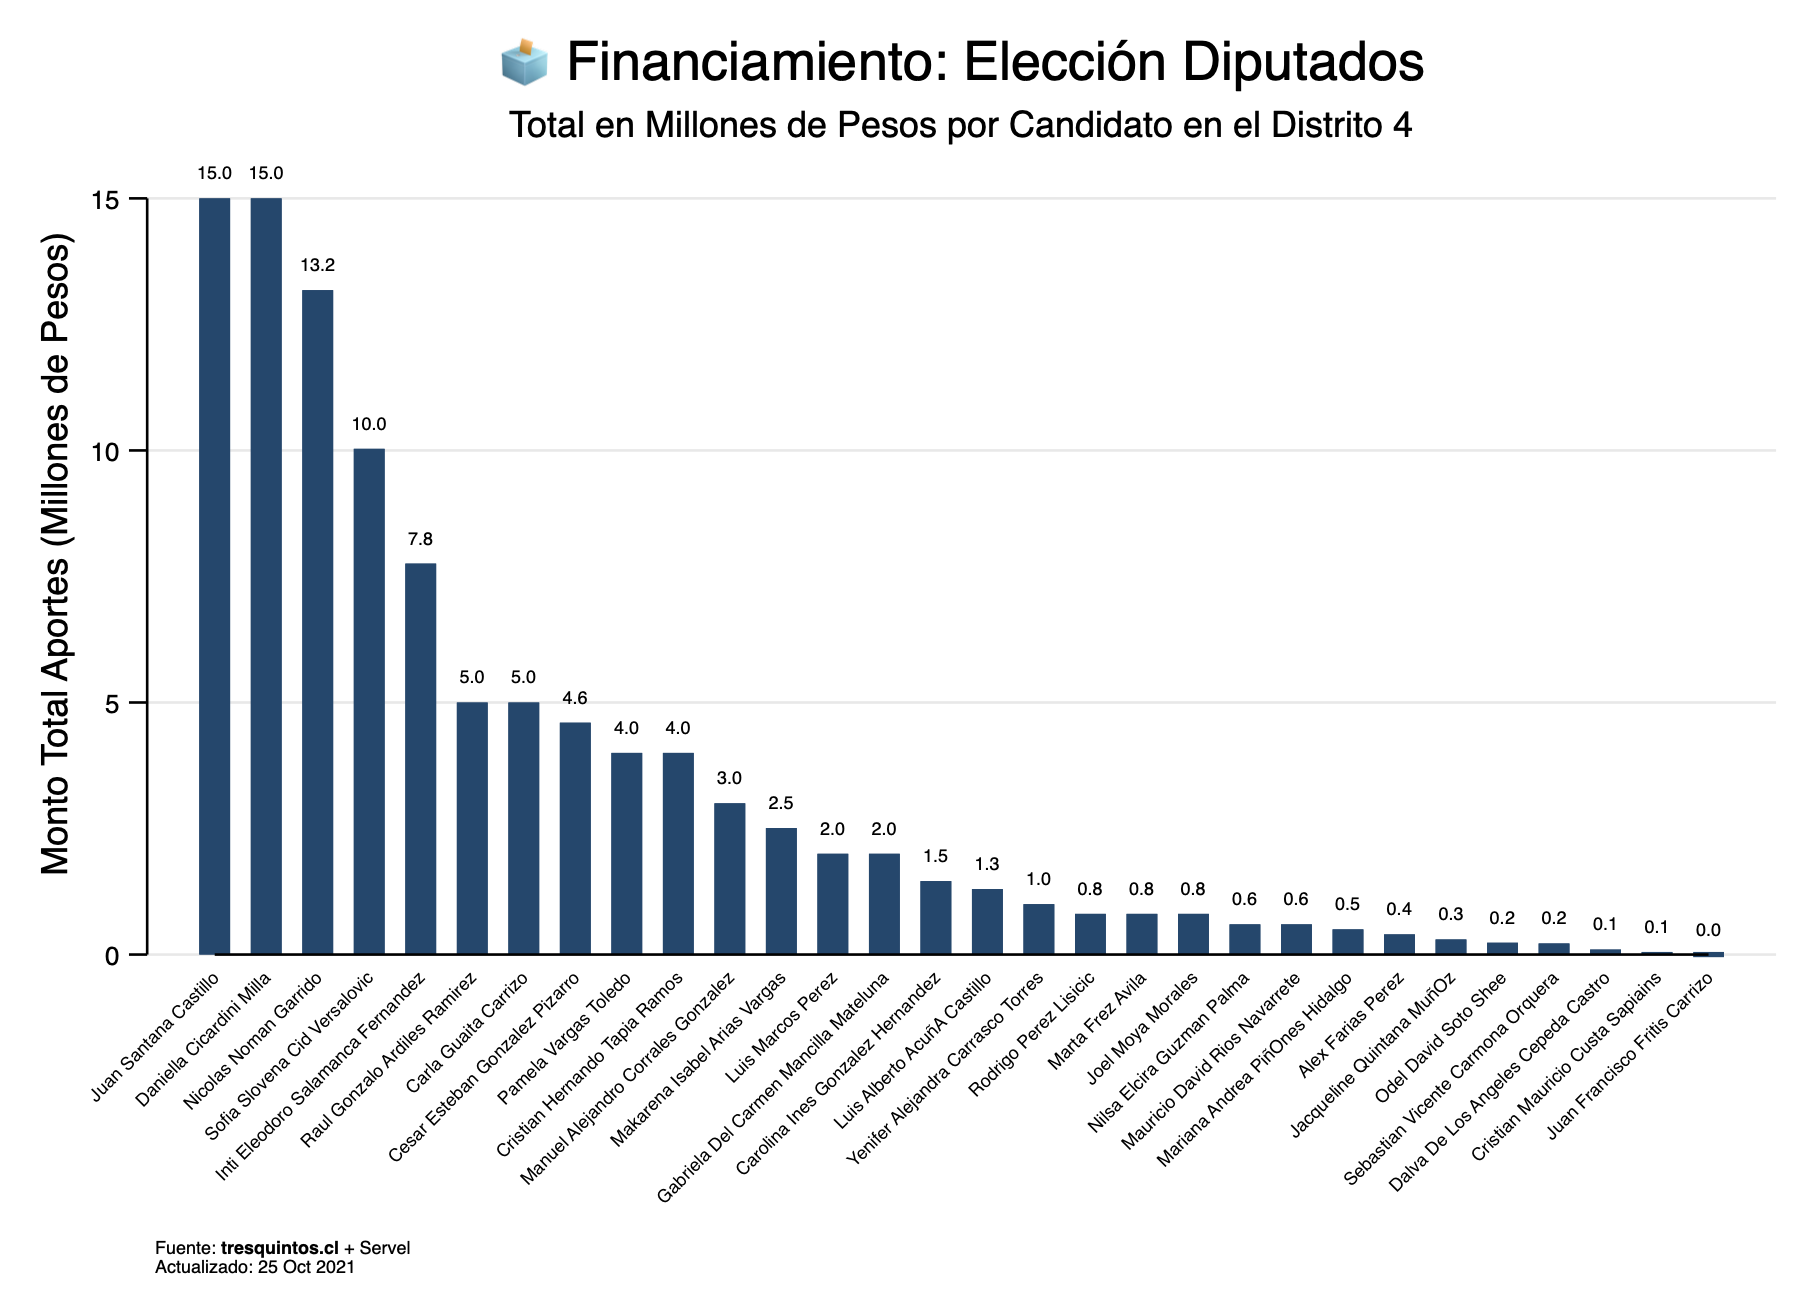 Financiamiento: Elección Diputados
Total en Millones de Pesos por Candidato en el Distrito 4
Monto Total Aportes (Millones de Pesos)
15
10
5
0
15.0
15.0
13.2
10.0
7.8
5.0
5.0
4.6
4.0
4.0
3.0
2.5
2.0
2.0
1.5
1.3
1.0
0.8
0.8
0.8
0.6
0.6
0.5
0.4
0.3
0.2
0.2
0.1
0.1
0.0
Juan Santana Castillo
Daniella Cicardini Milla
Nicolas Noman Garrido
Sofia Slovena Cid Versalovic
Inti Eleodoro Salamanca Fernandez
Raul Gonzalo Ardiles Ramirez
Carla Guaita Carrizo
Cesar Esteban Gonzalez Pizarro
Pamela Vargas Toledo
Cristian Hernando Tapia Ramos
Manuel Alejandro Corrales Gonzalez
Makarena Isabel Arias Vargas
Luis Marcos Perez
Gabriela Del Carmen Mancilla Mateluna
Carolina Ines Gonzalez Hernandez
Luis Alberto AcuñA Castillo
Yenifer Alejandra Carrasco Torres
Rodrigo Perez Lisicic
Marta Frez Avila
Joel Moya Morales
Nilsa Elcira Guzman Palma
Mauricio David Rios Navarrete
Mariana Andrea PiñOnes Hidalgo
Alex Farias Perez
Jacqueline Quintana MuñOz
Odel David Soto Shee
Sebastian Vicente Carmona Orquera
Dalva De Los Angeles Cepeda Castro
Cristian Mauricio Custa Sapiains
Juan Francisco Fritis Carrizo
Fuente: tresquintos.cl + Servel
Actualizado: 25 Oct 2021